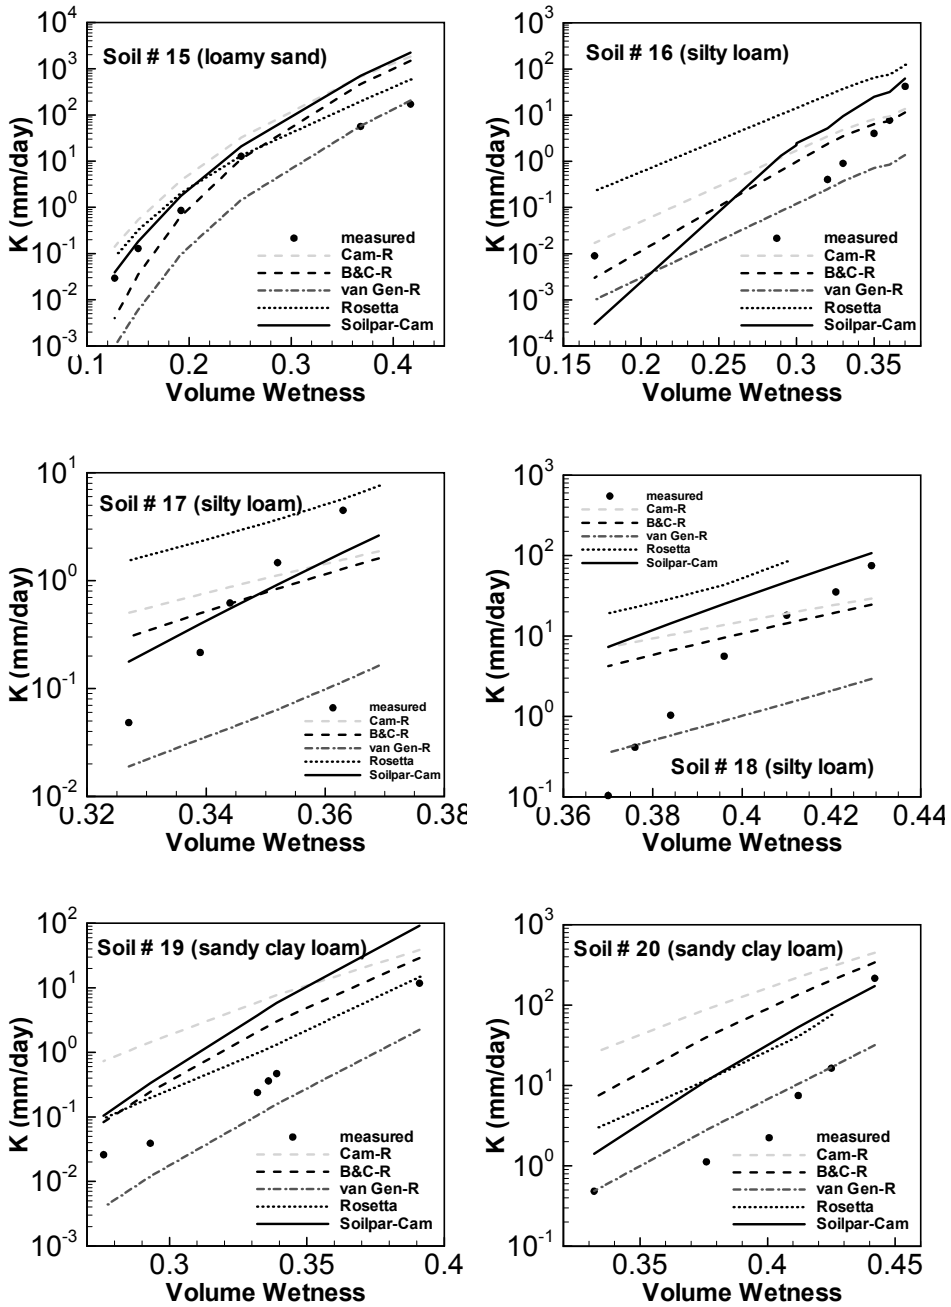 10^4
10^3
10^2
10^1
10^0
10^-1
10^-2
10^-3
K (mm/day)
Soil # 15 (loamy sand)
measured
Cam-R
B&C-R
van Gen-R
Rosetta
Soilpar-Cam
0.1 0.2 0.3 0.4
Volume Wetness
10^2
10^1
10^0
10^-1
10^-2
10^-3
10^-4
K (mm/day)
Soil # 16 (silty loam)
measured
Cam-R
B&C-R
van Gen-R
Rosetta
Soilpar-Cam
0.15 0.2 0.25 0.3 0.35
Volume Wetness
10^1
10^0
10^-1
10^-2
K (mm/day)
Soil # 17 (silty loam)
measured
Cam-R
B&C-R
van Gen-R
Rosetta
Soilpar-Cam
0.32 0.34 0.36 0.38
Volume Wetness
10^3
10^2
10^1
10^0
10^-1
K (mm/day)
measured
Cam-R
B&C-R
van Gen-R
Rosetta
Soilpar-Cam
Soil # 18 (silty loam)
0.36 0.38 0.4 0.42 0.44
Volume Wetness
10^2
10^1
10^0
10^-1
10^-2
10^-3
K (mm/day)
Soil # 19 (sandy clay loam)
measured
Cam-R
B&C-R
van Gen-R
Rosetta
Soilpar-Cam
0.3 0.35 0.4
Volume Wetness
10^3
10^2
10^1
10^0
10^-1
K (mm/day)
Soil # 20 (sandy clay loam)
measured
Cam-R
B&C-R
van Gen-R
Rosetta
Soilpar-Cam
0.35 0.4 0.45
Volume Wetness